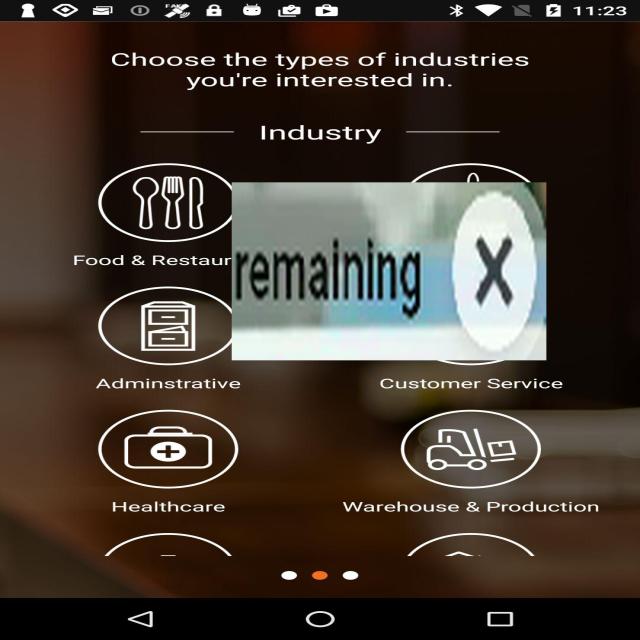 11:23
Choose the types of industries
you're interested in.
Industry
Food & Restaur
remaining X
Adminstrative
Customer Service
Healthcare
Warehouse & Production